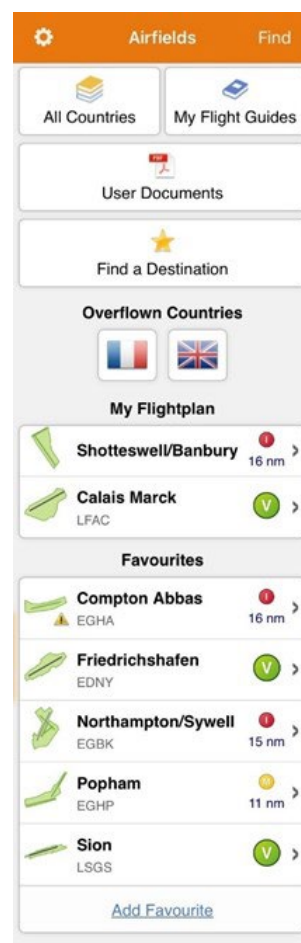 Airfields Find
All Countries My Flight Guides
PDF
User Documents
Find a Destination
Overflown Countries
My Flightplan
Shotteswell/Banbury I
16 nm
Calais Marck V
LFAC
Favourites
Compton Abbas I
EGHA 16 nm
Friedrichshafen V
EDNY
Northampton/Sywell I
EGBK 15 nm
Popham M
EGHP 11 nm
Sion V
LSGS
Add Favourite